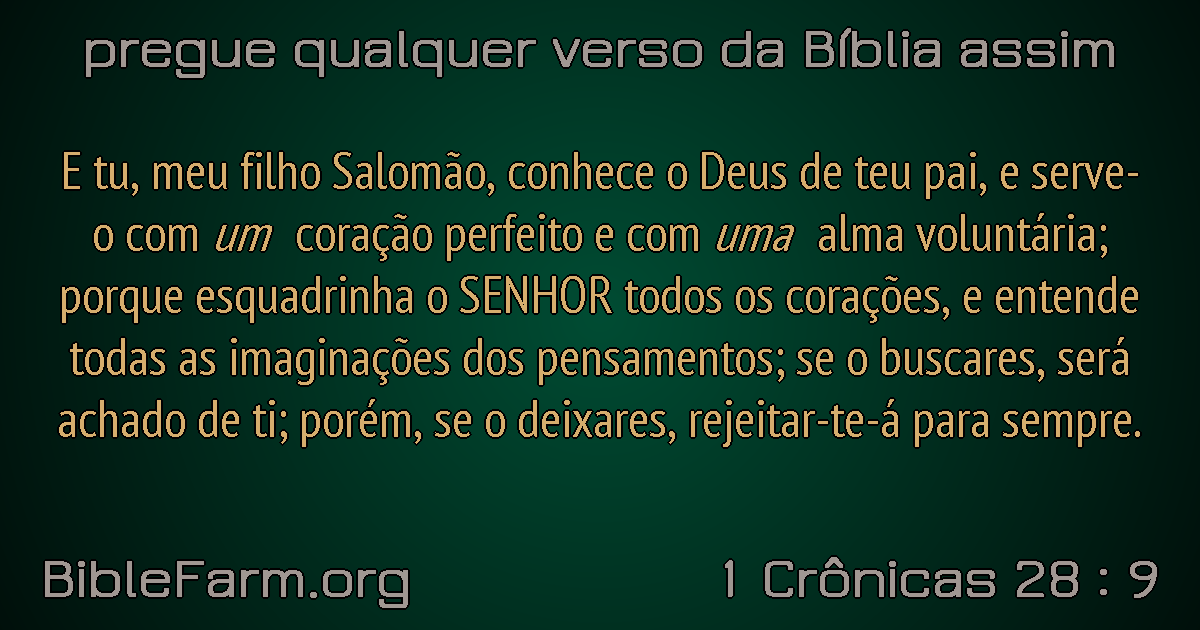 pregue qualquer verso da Bíblia assim
E tu, meu filho Salomão, conhece o Deus de teu pai, e serve-
o com um coração perfeito e com uma alma voluntária;
porque esquadrinha o SENHOR todos os corações, e entende
todas as imaginações dos pensamentos; se o buscares, será
achado de ti; porém, se o deixares, rejeitar-te-á para sempre.
BibleFarm.org
1 Crônicas 28 : 9